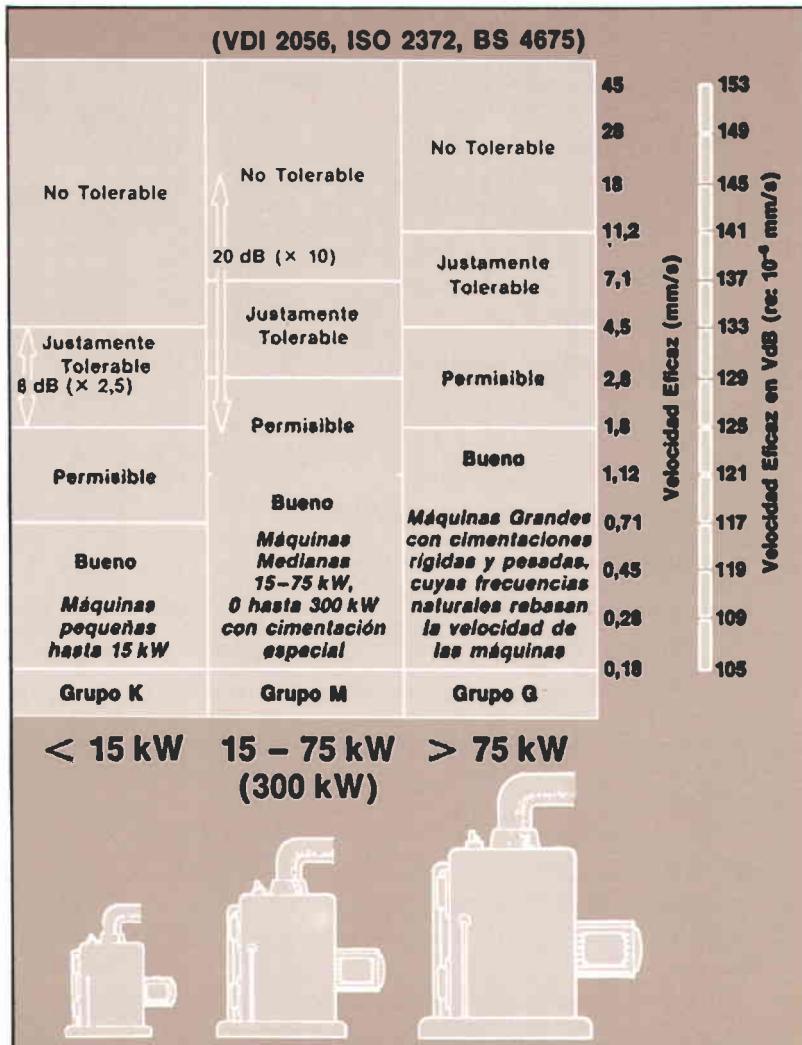 (VDI 2056, ISO 2372, BS 4675)
No Tolerable
Justamente
Tolerable
8 dB (× 2,5)
Permisible
Bueno
Máquinas
pequeñas
hasta 15 kW
Grupo K
No Tolerable
20 dB (× 10)
Justamente
Tolerable
Permisible
Bueno
Máquinas
Medianas
15–75 kW,
0 hasta 300 kW
con cimentación
especial
Grupo M
No Tolerable
Justamente
Tolerable
Permisible
Bueno
Máquinas Grandes
con cimentaciones
rígidas y pesadas,
cuyas frecuencias
naturales rebasan
la velocidad de
las máquinas
Grupo G
45
28
18
11,2
7,1
4,5
2,8
1,8
1,12
0,71
0,45
0,28
0,18
Velocidad Eficaz (mm/s)
153
149
145
141
137
133
129
125
121
117
119
109
105
Velocidad Eficaz en VdB (re: 10⁻⁶ mm/s)
< 15 kW
15 – 75 kW
(300 kW)
> 75 kW